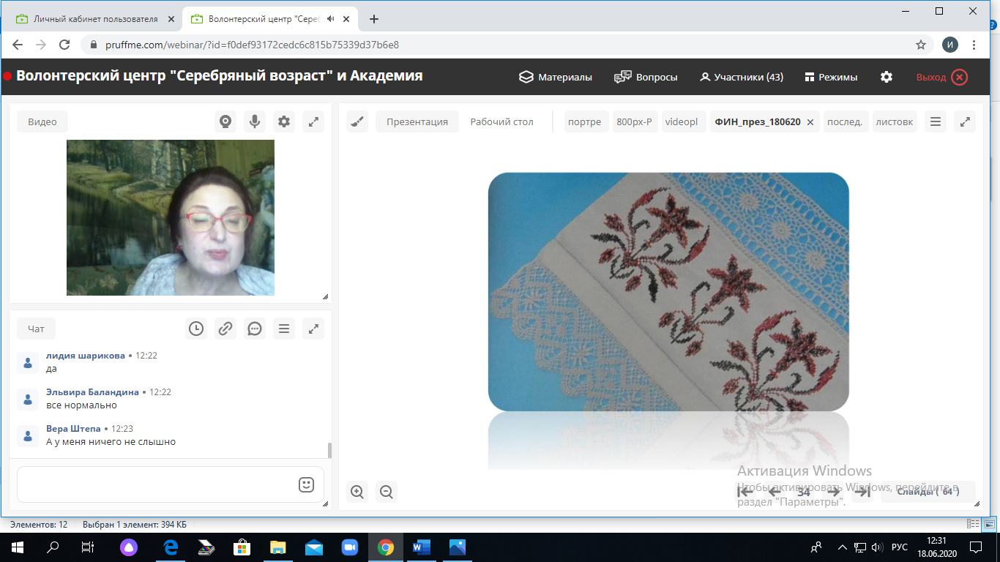 Личный кабинет пользователя
Волонтерский центр "Сереб
pruffme.com/webinar/?id=f0def93172cedc6c815b75339d37b6e8
И
Волонтерский центр "Серебряный возраст" и Академия
Материалы
Вопросы
Участники (43)
Режимы
Выход
Видео
Презентация
Рабочий стол
портре
800px-P
videopl
ФИН_през_180620
послед.
листовк
Чат
лидия шарикова • 12:22
да
Эльвира Баландина • 12:22
все нормально
Вера Штепа • 12:23
А у меня ничего не слышно
Активация Windows
Чтобы активировать Windows, перейдите в
раздел "Параметры".
34
Слайды ( 64 )
Элементов: 12
Выбран 1 элемент: 394 КБ
РУС
12:31
18.06.2020